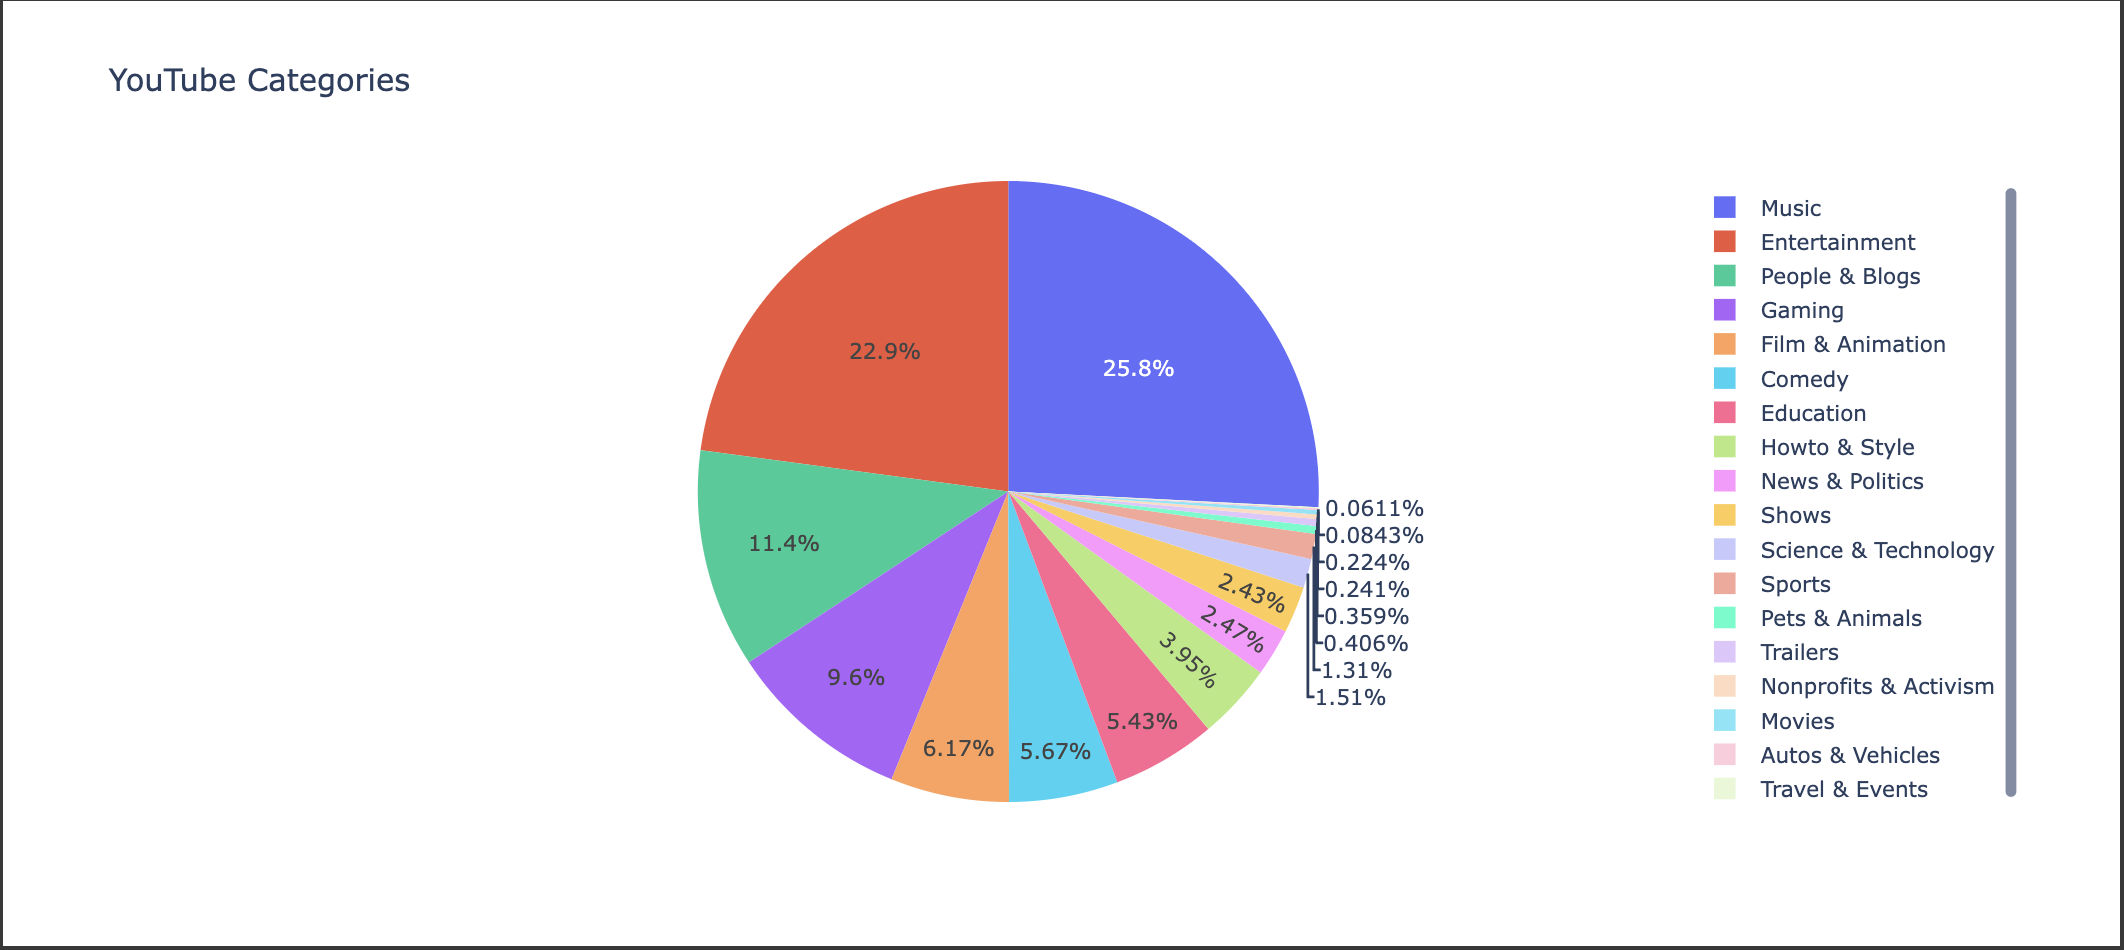 YouTube Categories
25.8%
22.9%
11.4%
9.6%
6.17%
5.67%
5.43%
3.95%
2.47%
2.43%
0.0611%
0.0843%
0.224%
0.241%
0.359%
0.406%
1.31%
1.51%
Music
Entertainment
People & Blogs
Gaming
Film & Animation
Comedy
Education
Howto & Style
News & Politics
Shows
Science & Technology
Sports
Pets & Animals
Trailers
Nonprofits & Activism
Movies
Autos & Vehicles
Travel & Events